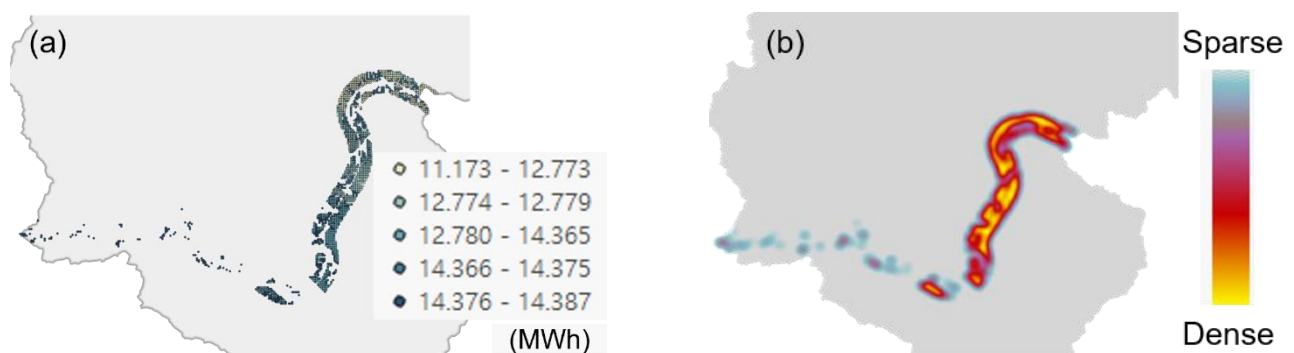 (a)
11.173 - 12.773
12.774 - 12.779
12.780 - 14.365
14.366 - 14.375
14.376 - 14.387
(MWh)
(b)
Sparse
Dense